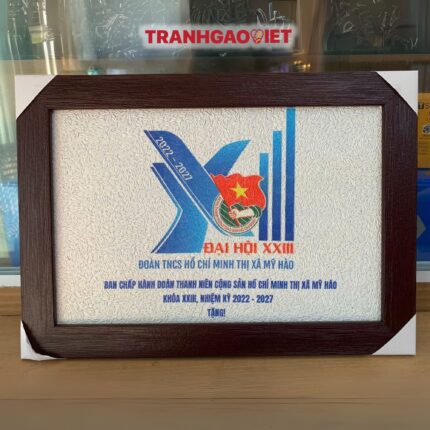 TRANHGAOVIET
2022 - 2027
XXIII
ĐẠI HỘI XXIII
ĐOÀN TNCS HỒ CHÍ MINH THỊ XÃ MỸ HÀO
BAN CHẤP HÀNH ĐOÀN THANH NIÊN CỘNG SẢN HỒ CHÍ MINH THỊ XÃ MỸ HÀO
KHÓA XXIII, NHIỆM KỲ 2022 - 2027
TẶNG!